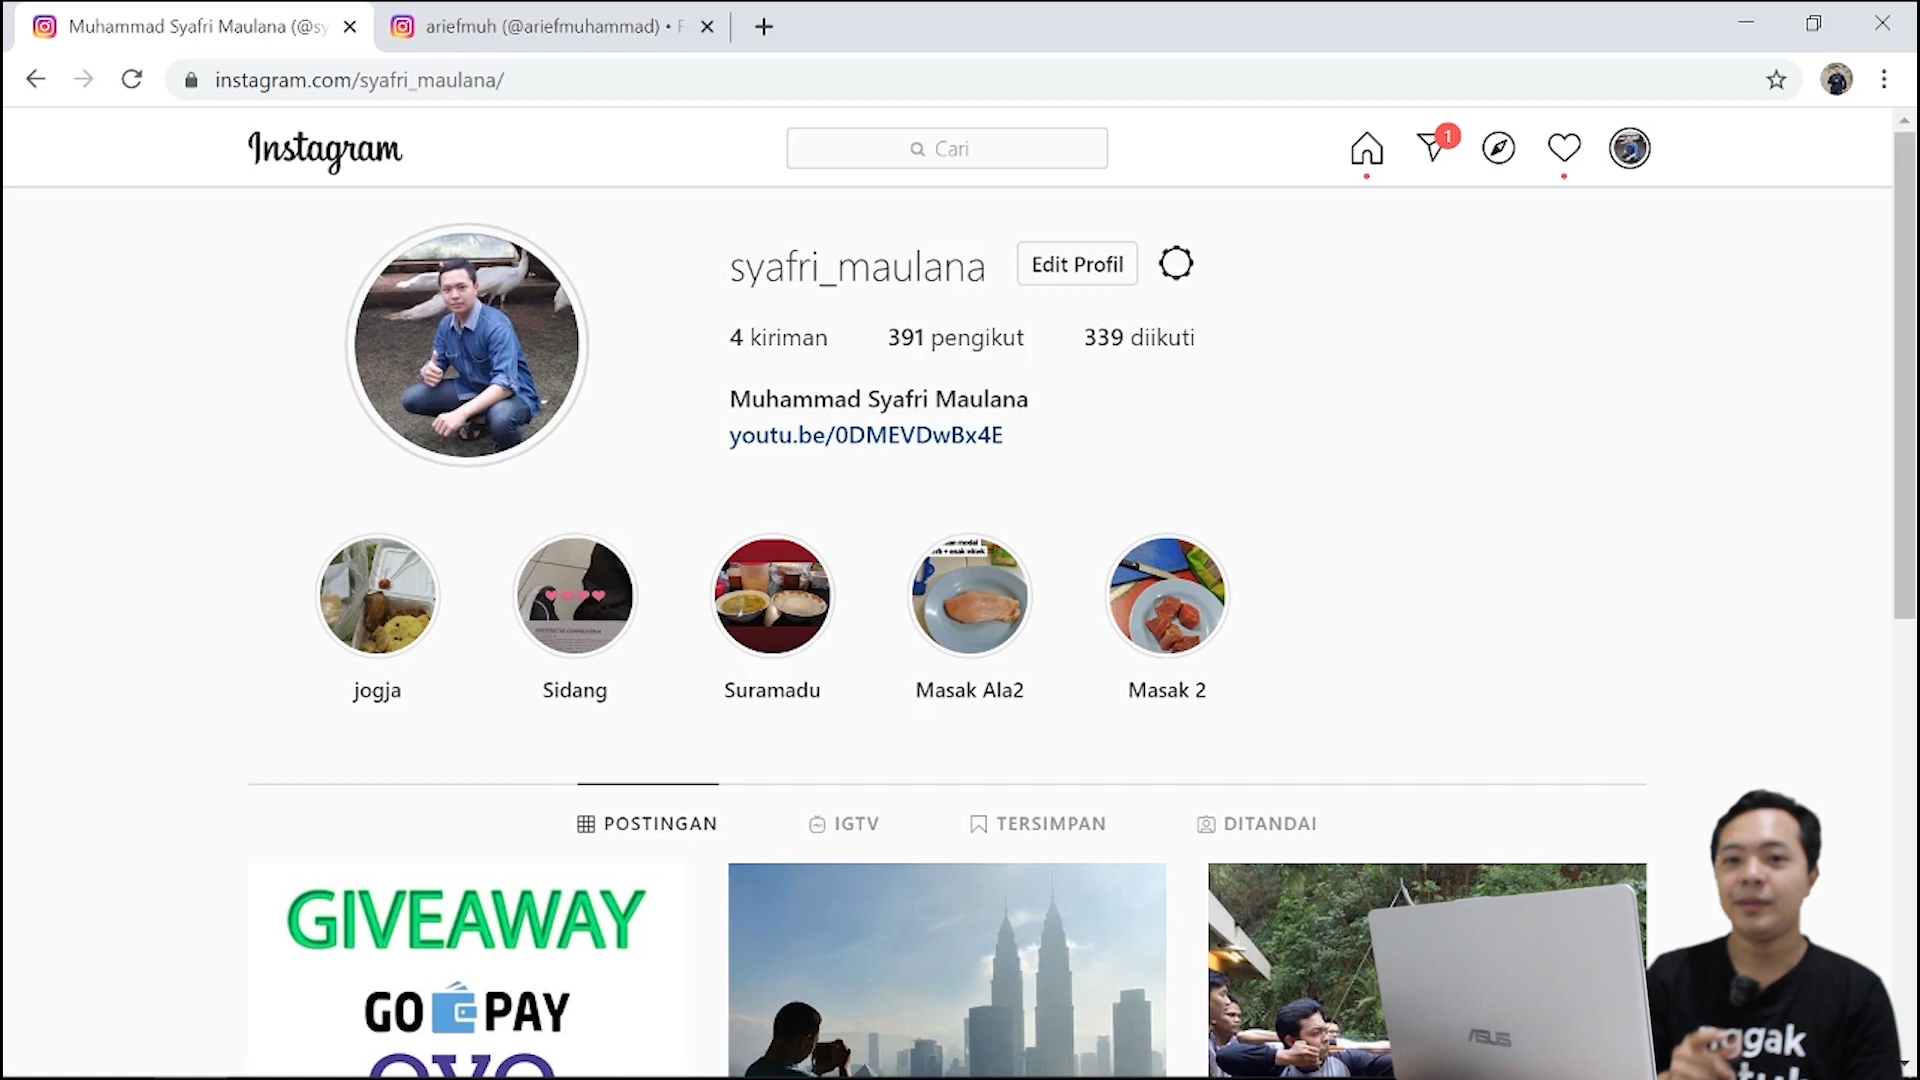 Muhammad Syafri Maulana (@sy
ariefmuh (@ariefmuhammad) • F
instagram.com/syafri_maulana/
Instagram
Cari
1
syafri_maulana
Edit Profil
4 kiriman
391 pengikut
339 diikuti
Muhammad Syafri Maulana
youtu.be/0DMEVDwBx4E
jogja
Sidang
Suramadu
Masak Ala2
Masak 2
POSTINGAN
IGTV
TERSIMPAN
DITANDAI
GIVEAWAY
GO PAY
OVO
ASUS
nggak